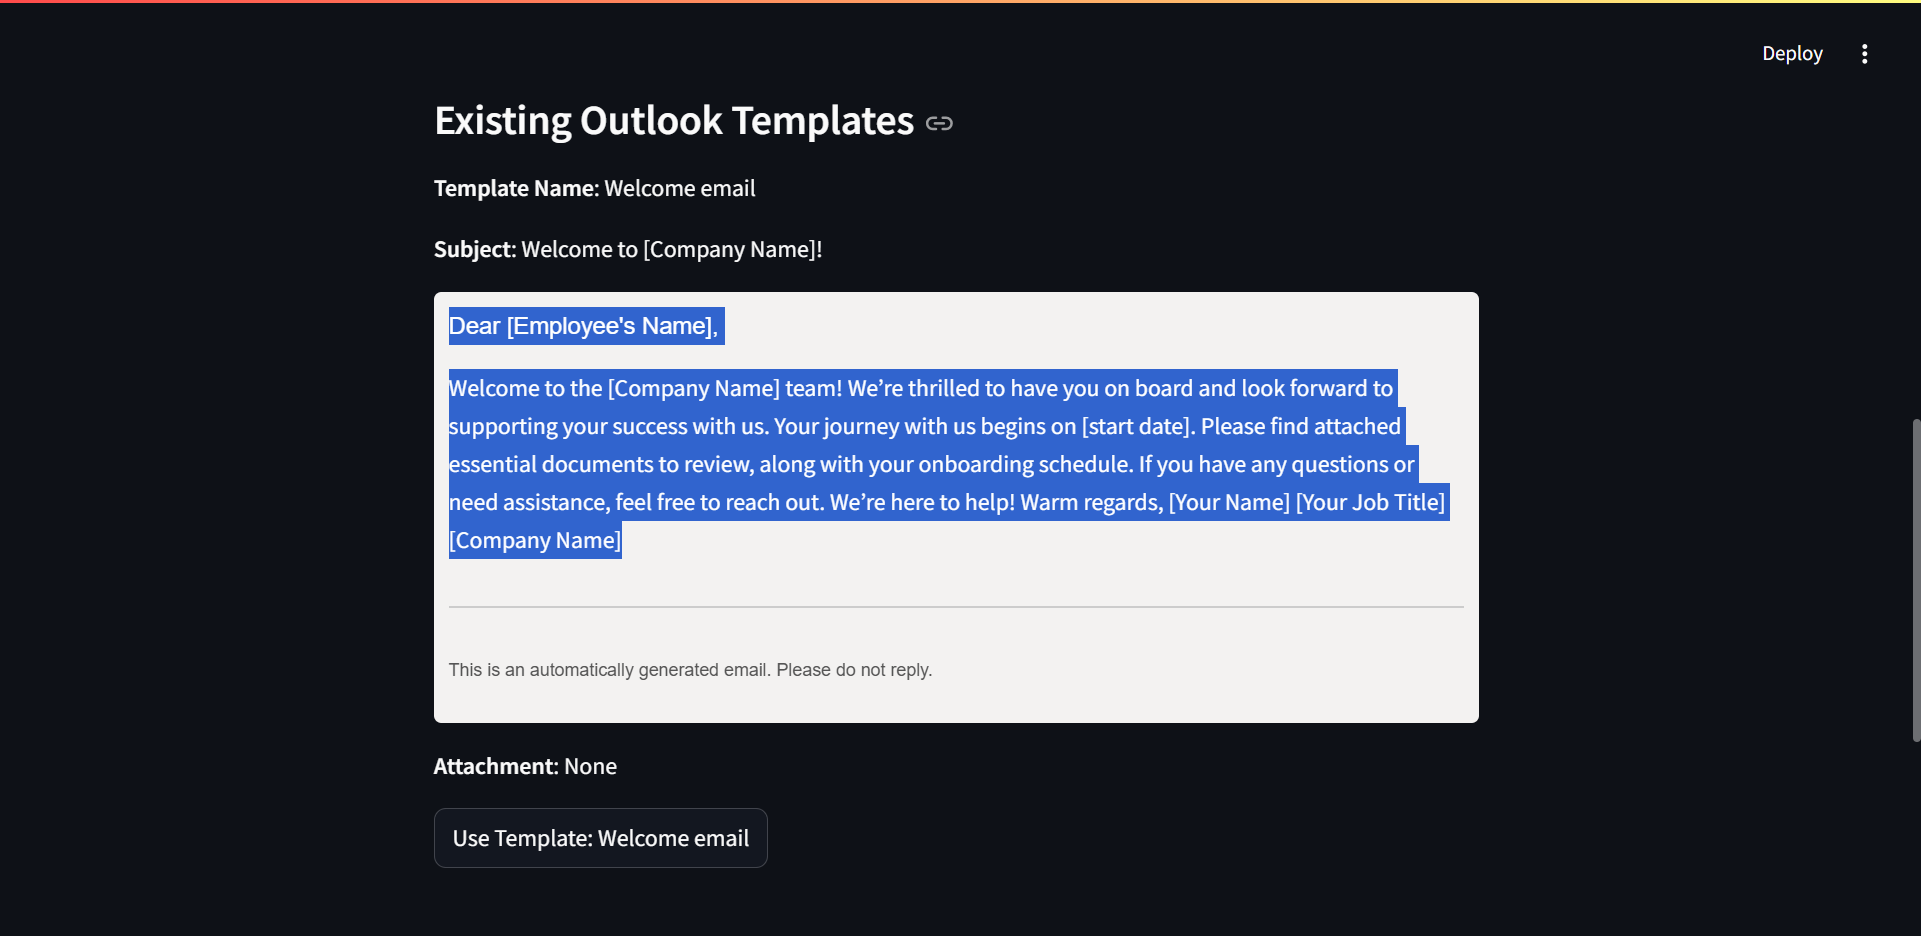 Deploy
Existing Outlook Templates
Template Name: Welcome email
Subject: Welcome to [Company Name]!
Dear [Employee's Name],
Welcome to the [Company Name] team! We’re thrilled to have you on board and look forward to
supporting your success with us. Your journey with us begins on [start date]. Please find attached
essential documents to review, along with your onboarding schedule. If you have any questions or
need assistance, feel free to reach out. We’re here to help! Warm regards, [Your Name] [Your Job Title]
[Company Name]
This is an automatically generated email. Please do not reply.
Attachment: None
Use Template: Welcome email